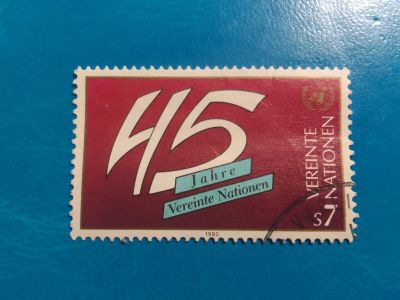 45
Jahre
Vereinte Nationen
VEREINTE
NATIONEN
S7
1990